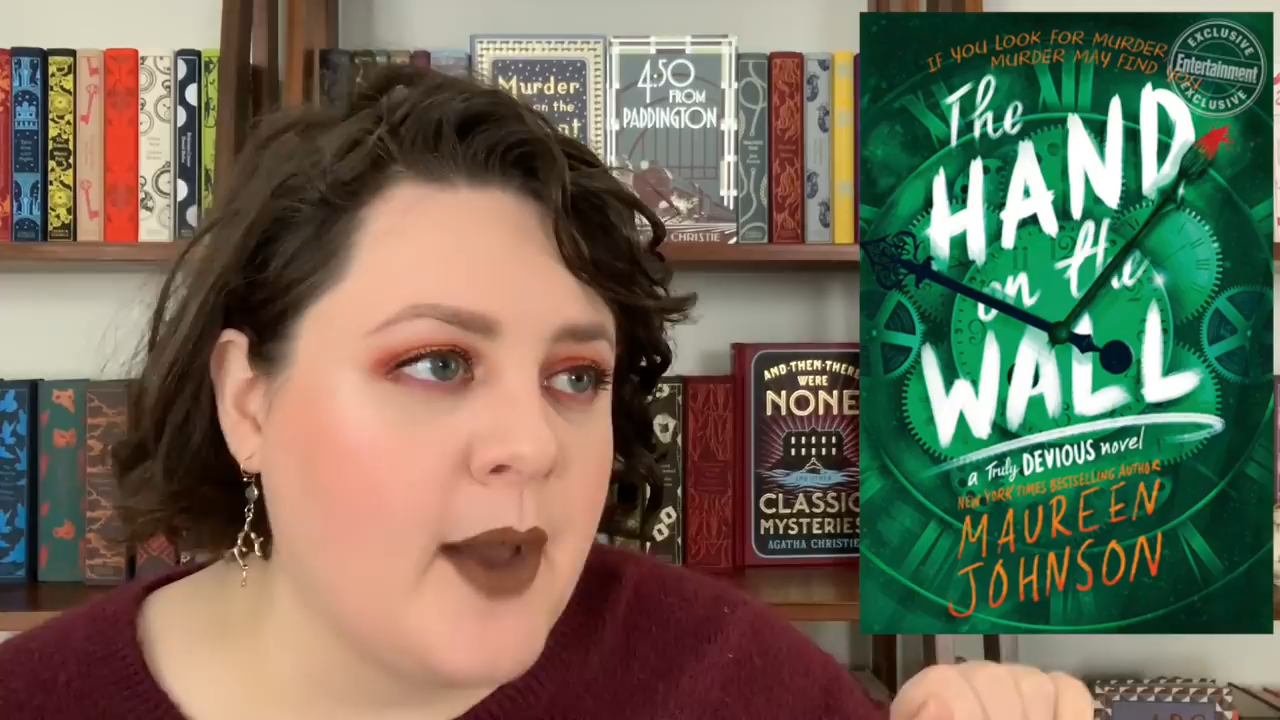 Murder
on the
4:50
FROM
PADDINGTON
CHRISTIE
AND·THEN·THERE
WERE
NONE
CLASSIC
MYSTERIES
AGATHA CHRISTIE
IF YOU LOOK FOR MURDER
MURDER MAY FIND YOU
EXCLUSIVE
Entertainment
EXCLUSIVE
The
HAND
on the
WALL
a Truly DEVIOUS novel
NEW YORK TIMES BESTSELLING AUTHOR
MAUREEN
JOHNSON